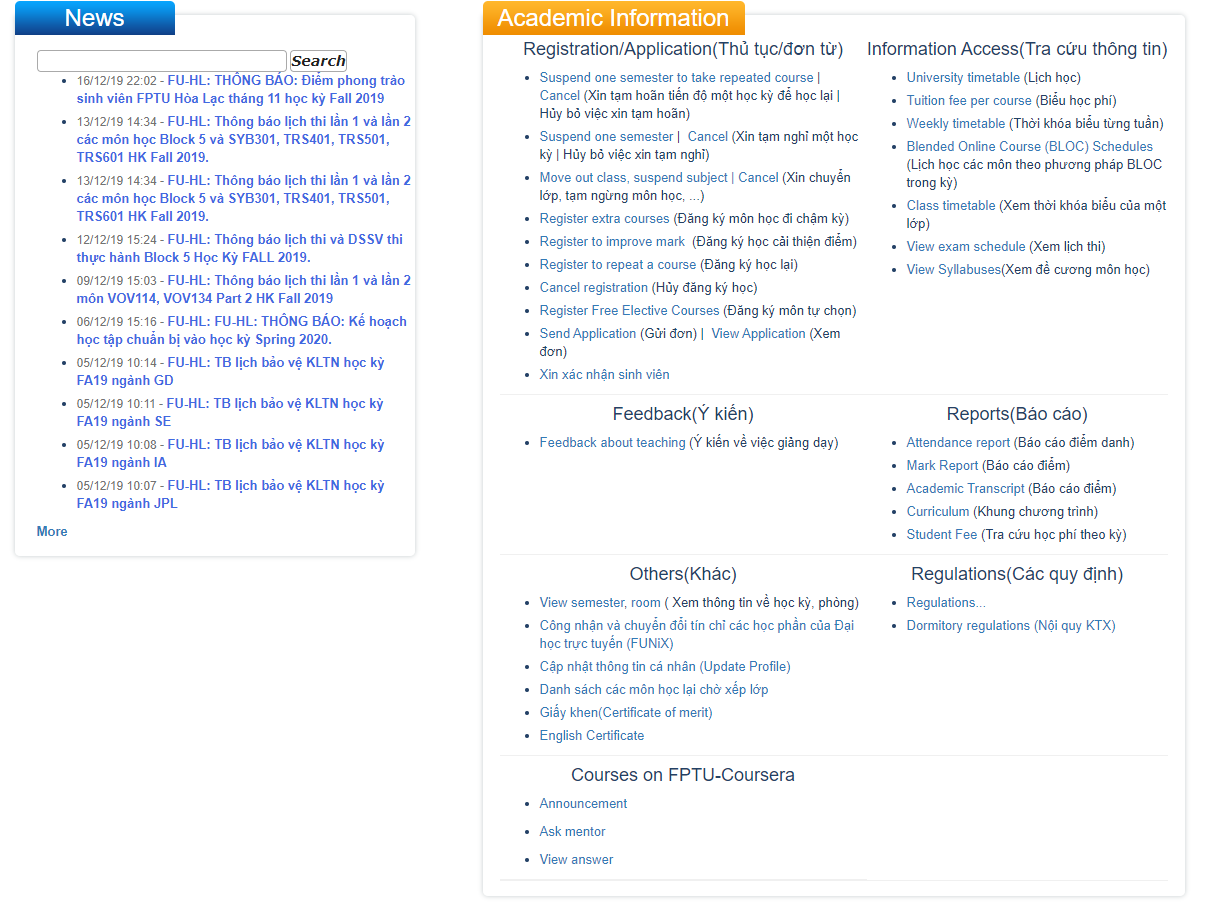 News
Search
16/12/19 22:02 - FU-HL: THÔNG BÁO: Điểm phong trào
sinh viên FPTU Hòa Lạc tháng 11 học kỳ Fall 2019
13/12/19 14:34 - FU-HL: Thông báo lịch thi lần 1 và lần 2
các môn học Block 5 và SYB301, TRS401, TRS501,
TRS601 HK Fall 2019.
13/12/19 14:34 - FU-HL: Thông báo lịch thi lần 1 và lần 2
các môn học Block 5 và SYB301, TRS401, TRS501,
TRS601 HK Fall 2019.
12/12/19 15:24 - FU-HL: Thông báo lịch thi và DSSV thi
thực hành Block 5 Học Kỳ FALL 2019.
09/12/19 15:03 - FU-HL: Thông báo lịch thi lần 1 và lần 2
môn VOV114, VOV134 Part 2 HK Fall 2019
06/12/19 15:16 - FU-HL: FU-HL: THÔNG BÁO: Kế hoạch
học tập chuẩn bị vào học kỳ Spring 2020.
05/12/19 10:14 - FU-HL: TB lịch bảo vệ KLTN học kỳ
FA19 ngành GD
05/12/19 10:11 - FU-HL: TB lịch bảo vệ KLTN học kỳ
FA19 ngành SE
05/12/19 10:08 - FU-HL: TB lịch bảo vệ KLTN học kỳ
FA19 ngành IA
05/12/19 10:07 - FU-HL: TB lịch bảo vệ KLTN học kỳ
FA19 ngành JPL
More
Academic Information
Registration/Application(Thủ tục/đơn từ)
Suspend one semester to take repeated course |
Cancel (Xin tạm hoãn tiến độ một học kỳ để học lại |
Hủy bỏ việc xin tạm hoãn)
Suspend one semester | Cancel (Xin tạm nghỉ một học
kỳ | Hủy bỏ việc xin tạm nghỉ)
Move out class, suspend subject | Cancel (Xin chuyển
lớp, tạm ngừng môn học, ...)
Register extra courses (Đăng ký môn học đi chậm kỳ)
Register to improve mark (Đăng ký học cải thiện điểm)
Register to repeat a course (Đăng ký học lại)
Cancel registration (Hủy đăng ký học)
Register Free Elective Courses (Đăng ký môn tự chọn)
Send Application (Gửi đơn) | View Application (Xem
đơn)
Xin xác nhận sinh viên
Information Access(Tra cứu thông tin)
University timetable (Lịch học)
Tuition fee per course (Biểu học phí)
Weekly timetable (Thời khóa biểu từng tuần)
Blended Online Course (BLOC) Schedules
(Lịch học các môn theo phương pháp BLOC
trong kỳ)
Class timetable (Xem thời khóa biểu của một
lớp)
View exam schedule (Xem lịch thi)
View Syllabuses(Xem đề cương môn học)
Feedback(Ý kiến)
Feedback about teaching (Ý kiến về việc giảng dạy)
Reports(Báo cáo)
Attendance report (Báo cáo điểm danh)
Mark Report (Báo cáo điểm)
Academic Transcript (Báo cáo điểm)
Curriculum (Khung chương trình)
Student Fee (Tra cứu học phí theo kỳ)
Others(Khác)
View semester, room ( Xem thông tin về học kỳ, phòng)
Công nhận và chuyển đổi tín chỉ các học phần của Đại
học trực tuyến (FUNiX)
Cập nhật thông tin cá nhân (Update Profile)
Danh sách các môn học lại chờ xếp lớp
Giấy khen(Certificate of merit)
English Certificate
Regulations(Các quy định)
Regulations...
Dormitory regulations (Nội quy KTX)
Courses on FPTU-Coursera
Announcement
Ask mentor
View answer